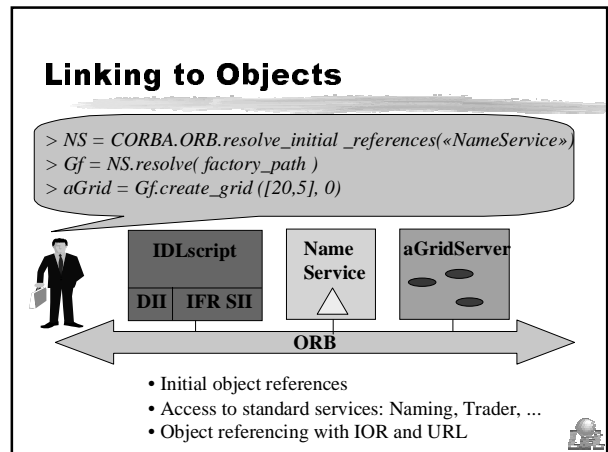 Linking to Objects
> NS = CORBA.ORB.resolve_initial _references(«NameService»)
> Gf = NS.resolve( factory_path )
> aGrid = Gf.create_grid ([20,5], 0)
IDLscript
DII
IFR SII
Name
Service
aGridServer
ORB
• Initial object references
• Access to standard services: Naming, Trader, ...
• Object referencing with IOR and URL